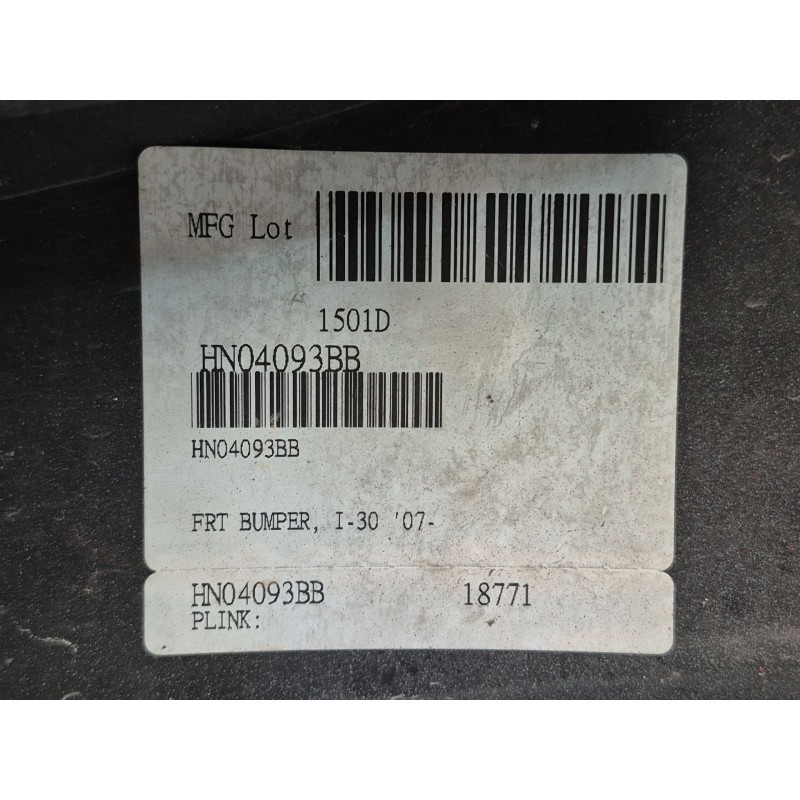 MFG Lot
1501D
HN04093BB
HN04093BB
FRT BUMPER, I-30 '07-
HN04093BB 18771
PLINK: